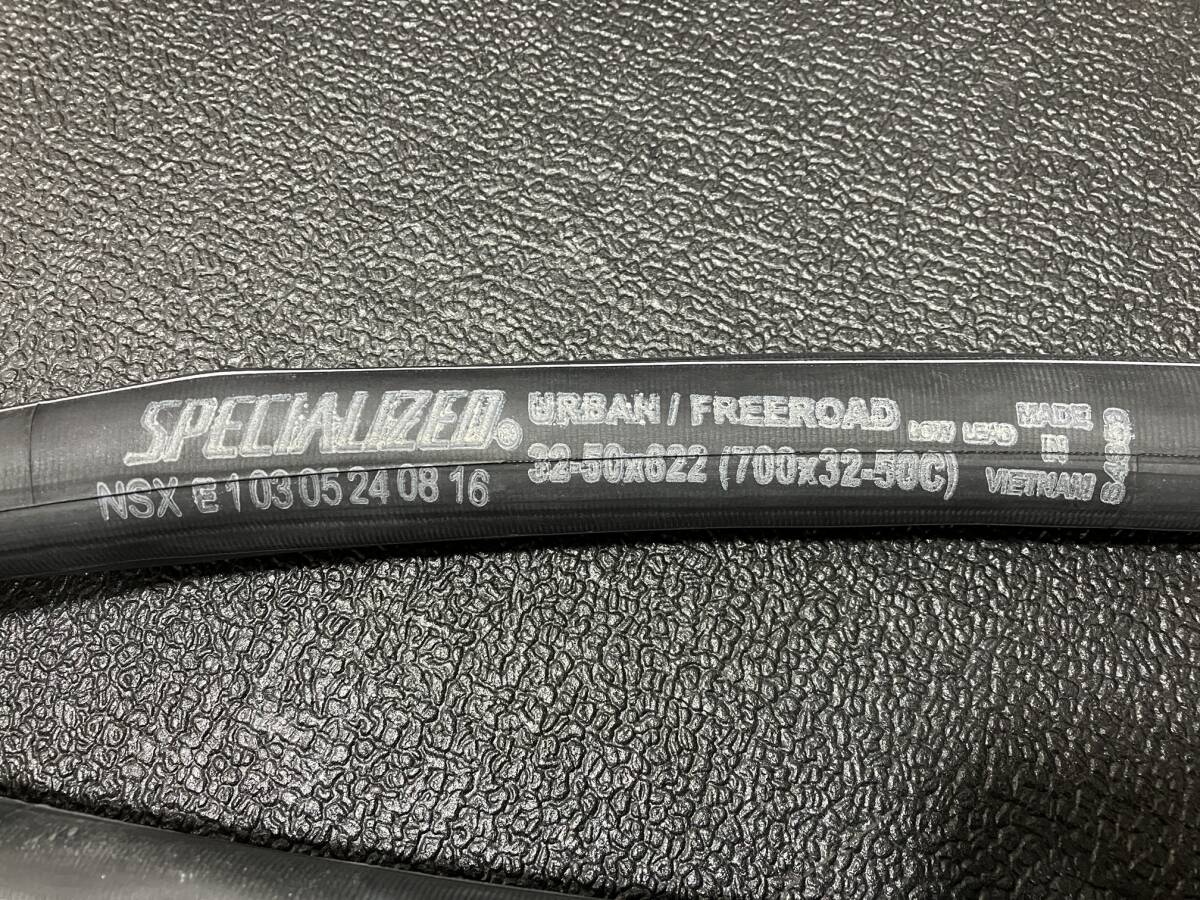 SPECIALIZED®
NSX E 1 03 05 24 08 16
URBAN / FREEROAD LOW LEAD
32-50x622 (700x32-50C)
MADE
IN
VIETNAM